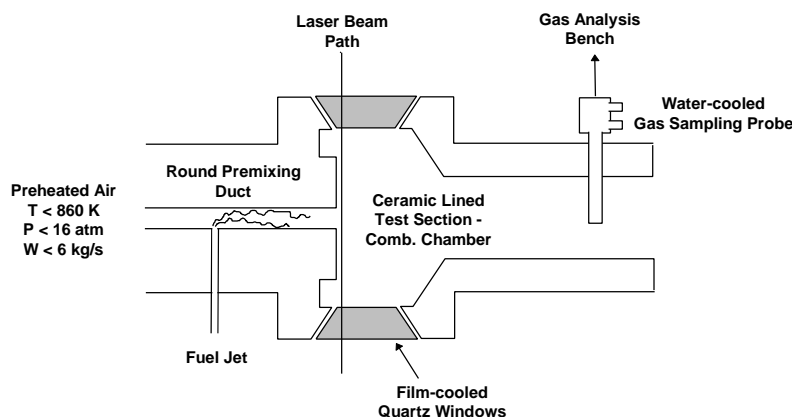 Laser Beam
Path
Gas Analysis
Bench
Water-cooled
Gas Sampling Probe
Round Premixing
Duct
Preheated Air
T < 860 K
P < 16 atm
W < 6 kg/s
Ceramic Lined
Test Section -
Comb. Chamber
Fuel Jet
Film-cooled
Quartz Windows